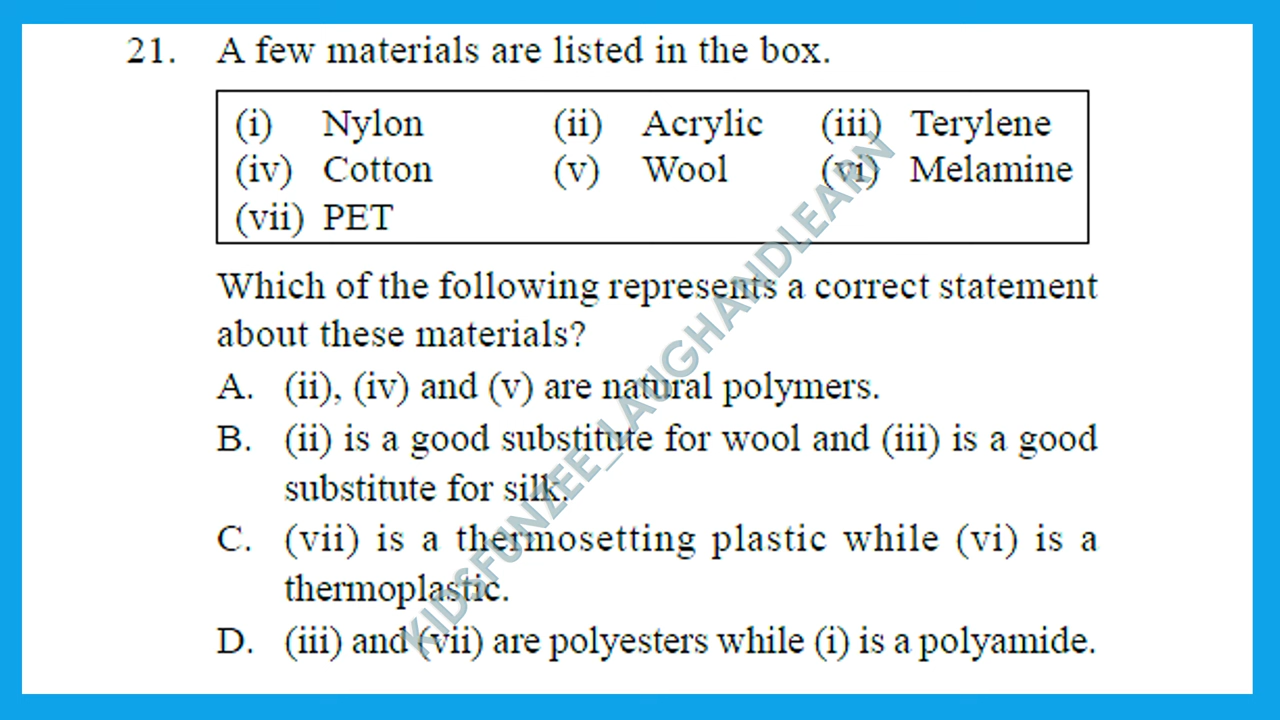 21. A few materials are listed in the box.
(i) Nylon (ii) Acrylic (iii) Terylene
(iv) Cotton (v) Wool (vi) Melamine
(vii) PET
Which of the following represents a correct statement
about these materials?
A. (ii), (iv) and (v) are natural polymers.
B. (ii) is a good substitute for wool and (iii) is a good
substitute for silk.
C. (vii) is a thermosetting plastic while (vi) is a
thermoplastic.
D. (iii) and (vii) are polyesters while (i) is a polyamide.
KIDSFUNZEE_LAUGHANDLEARN